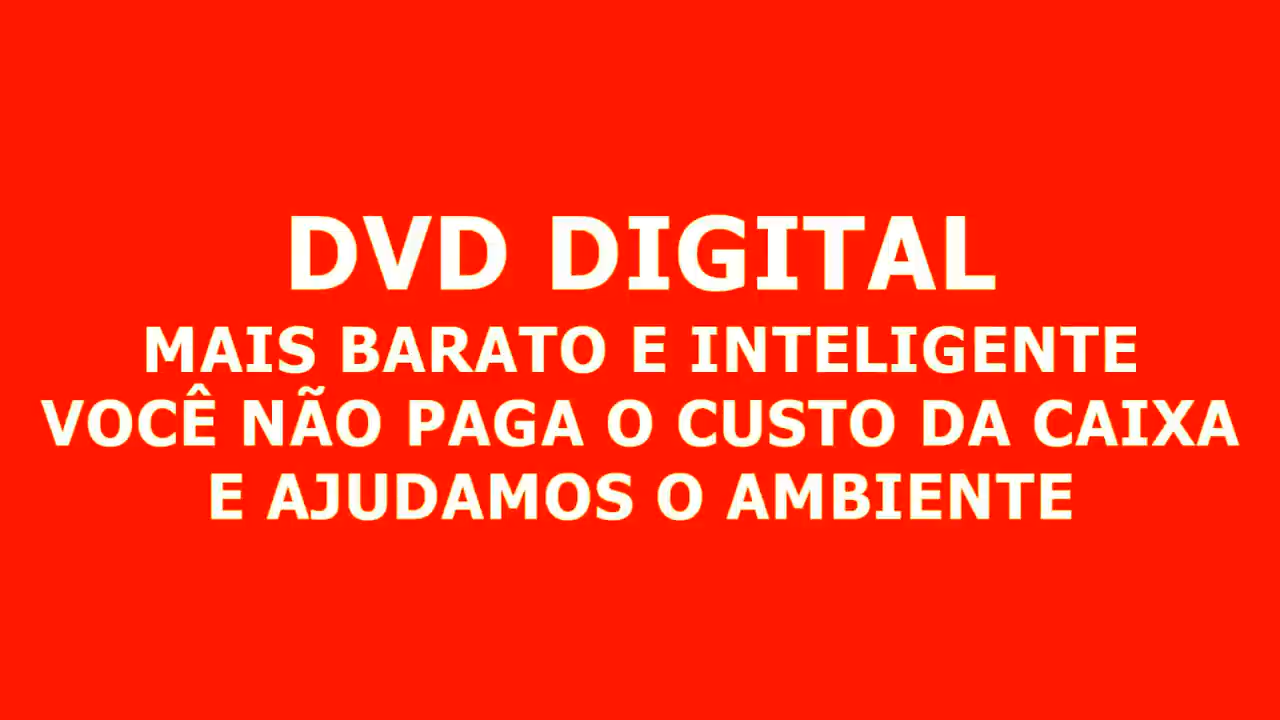 DVD DIGITAL
MAIS BARATO E INTELIGENTE
VOCÊ NÃO PAGA O CUSTO DA CAIXA
E AJUDAMOS O AMBIENTE